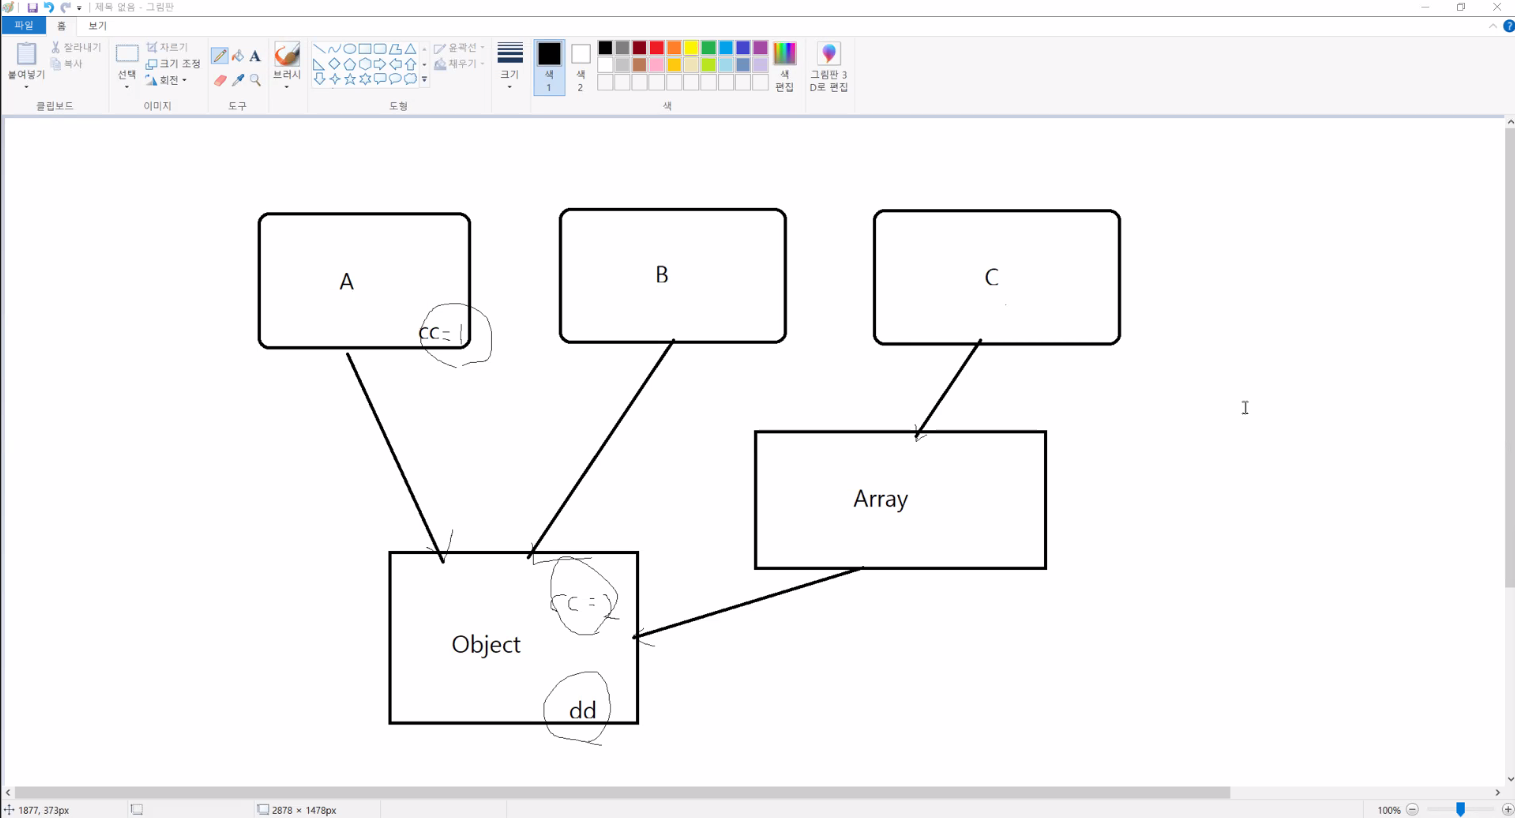 제목 없음 - 그림판
파일
홈
보기
붙여넣기
잘라내기
복사
클립보드
선택
자르기
크기 조정
회전
이미지
A
도구
브러시
윤곽선
채우기
도형
크기
색
1
색
2
색
편집
색
그림판 3
D로 편집
?
A
B
C
cc= 1
Array
Object
dd
1877, 373px
2878 × 1478px
100%